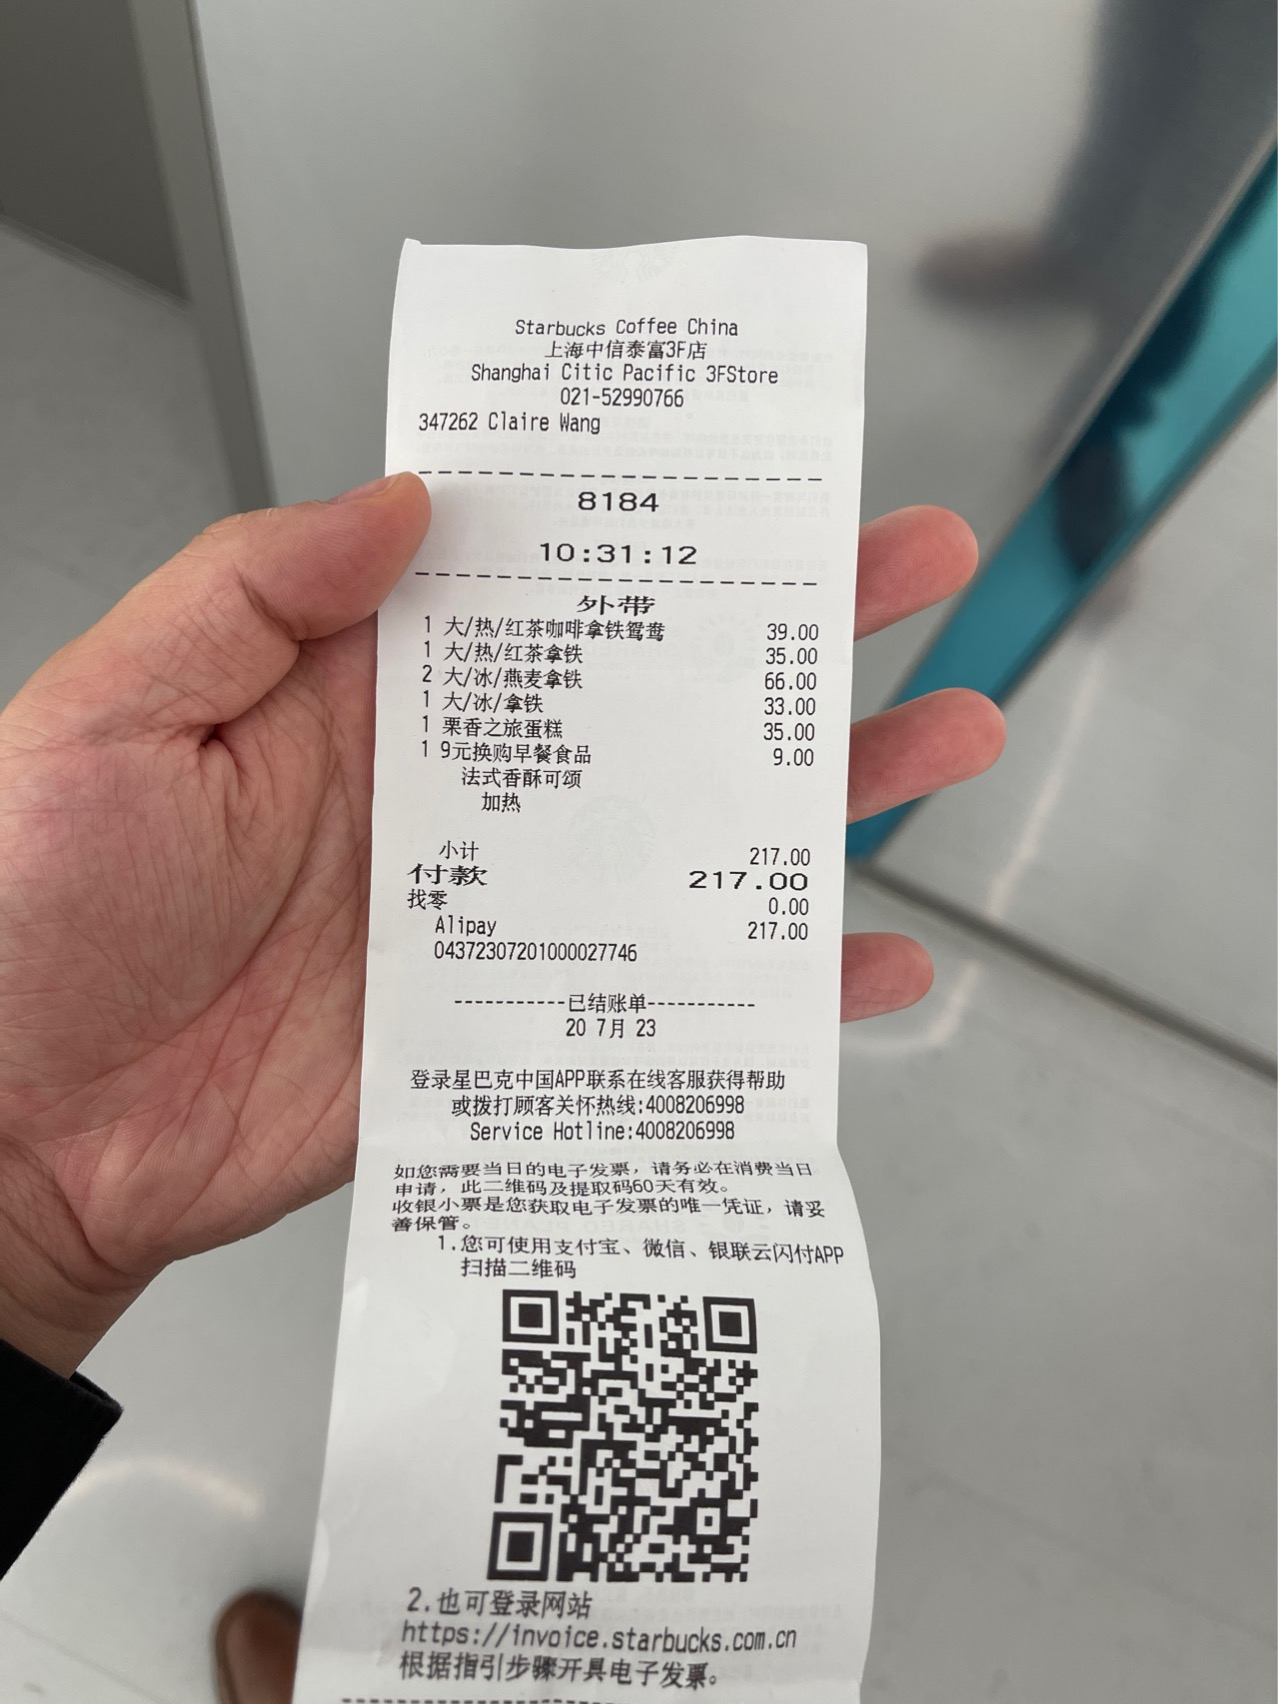 Starbucks Coffee China
上海中信泰富3F店
Shanghai Citic Pacific 3FStore
021-52990766
347262 Claire Wang
8184
10:31:12
外带
1 大/热/红茶咖啡拿铁鸳鸯 39.00
1 大/热/红茶拿铁 35.00
2 大/冰/燕麦拿铁 66.00
1 大/冰/拿铁 33.00
1 栗香之旅蛋糕 35.00
1 9元换购早餐食品 9.00
法式香酥可颂
加热
小计 217.00
付款 217.00
找零 0.00
Alipay 217.00
04372307201000027746
-----------已结账单-----------
20 7月 23
登录星巴克中国APP联系在线客服获得帮助
或拨打顾客关怀热线:4008206998
Service Hotline:4008206998
如您需要当日的电子发票，请务必在消费当日
申请，此二维码及提取码60天有效。
收银小票是您获取电子发票的唯一凭证，请妥
善保管。
1.您可使用支付宝、微信、银联云闪付APP
扫描二维码
2.也可登录网站
https://invoice.starbucks.com.cn
根据指引步骤开具电子发票。